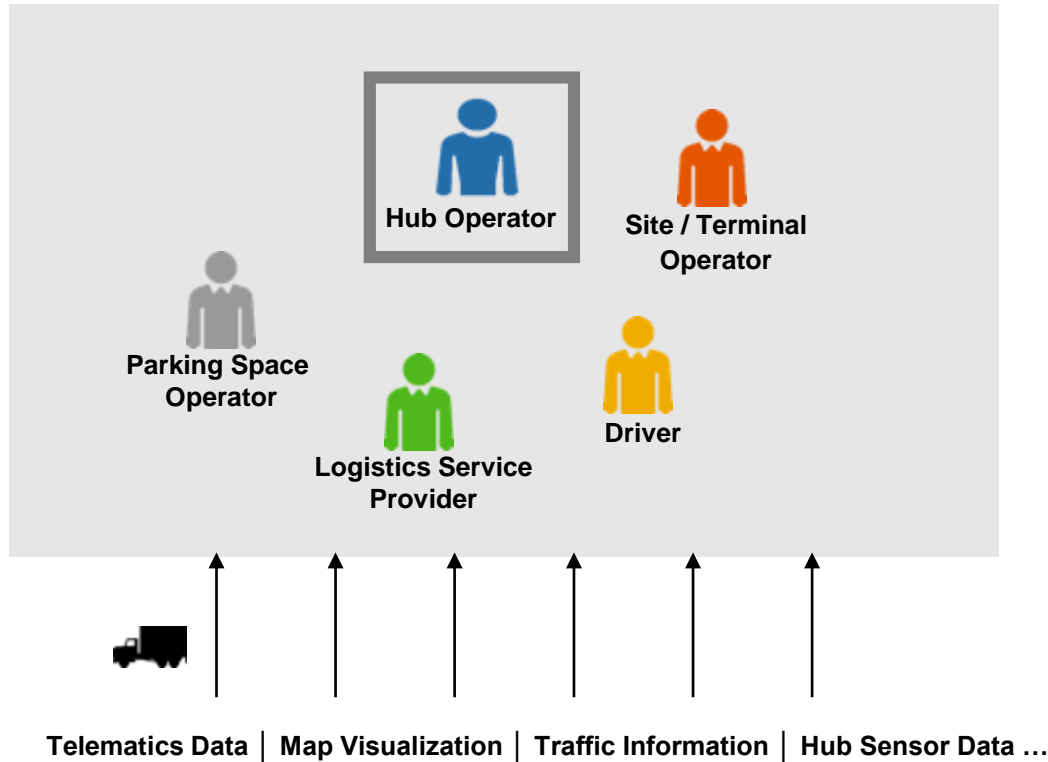 Hub Operator
Site / Terminal
Operator
Parking Space
Operator
Driver
Logistics Service
Provider
Telematics Data | Map Visualization | Traffic Information | Hub Sensor Data …